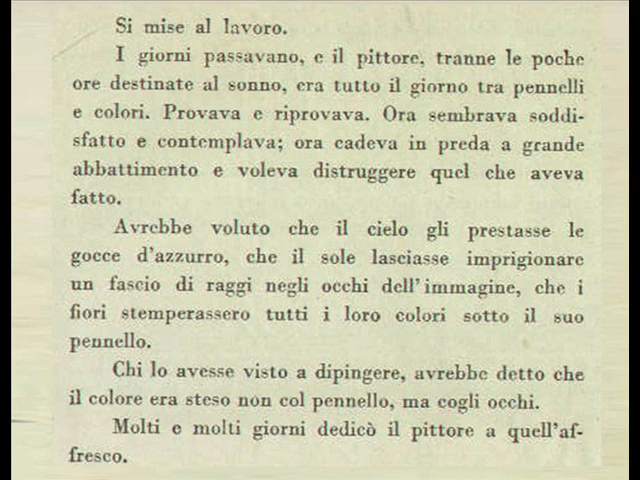 Si mise al lavoro.
I giorni passavano, e il pittore, tranne le poche
ore destinate al sonno, era tutto il giorno tra pennelli
e colori. Provava e riprovava. Ora sembrava soddi-
sfatto e contemplava; ora cadeva in preda a grande
abbattimento e voleva distruggere quel che aveva
fatto.
Avrebbe voluto che il cielo gli prestasse le
gocce d'azzurro, che il sole lasciasse imprigionare
un fascio di raggi negli occhi dell'immagine, che i
fiori stemperassero tutti i loro colori sotto il suo
pennello.
Chi lo avesse visto a dipingere, avrebbe detto che
il colore era steso non col pennello, ma cogli occhi.
Molti e molti giorni dedicò il pittore a quell'af-
fresco.